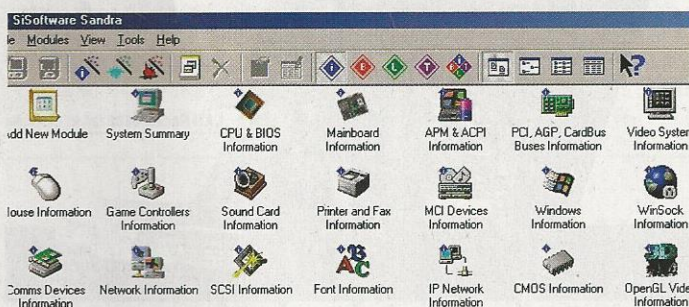 SiSoftware Sandra
Modules View Tools Help
Add New Module
System Summary
CPU & BIOS
Information
Mainboard
Information
APM & ACPI
Information
PCI, AGP, CardBus
Buses Information
Video System
Information
Mouse Information
Game Controllers
Information
Sound Card
Information
Printer and Fax
Information
MCI Devices
Information
Windows
Information
WinSock
Information
Comms Devices
Information
Network Information
SCSI Information
Font Information
IP Network
Information
CMOS Information
OpenGL Vide
Information